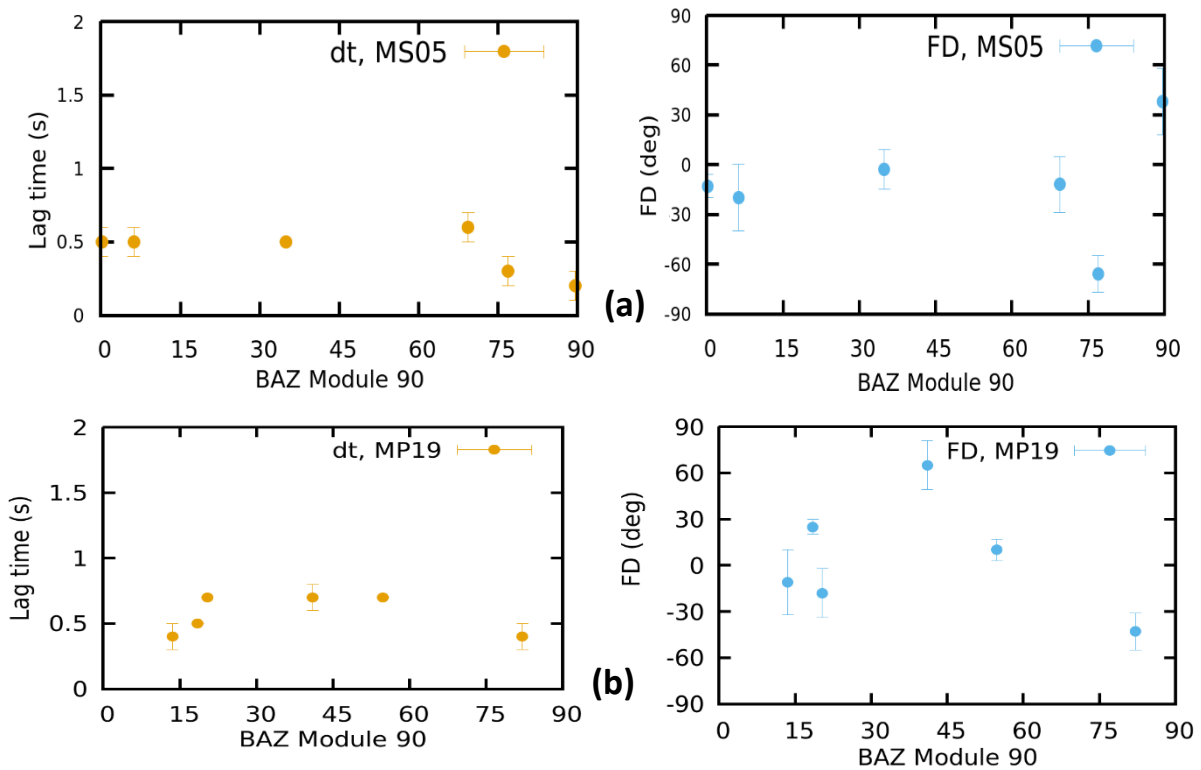 dt, MS05
Lag time (s)
2
1.5
1
0.5
0
0 15 30 45 60 75 90
BAZ Module 90
FD, MS05
FD (deg)
90
60
30
0
-30
-60
-90
0 15 30 45 60 75 90
BAZ Module 90
(a)
dt, MP19
Lag time (s)
2
1.5
1
0.5
0
0 15 30 45 60 75 90
BAZ Module 90
FD, MP19
FD (deg)
90
60
30
0
-30
-60
-90
0 15 30 45 60 75 90
BAZ Module 90
(b)